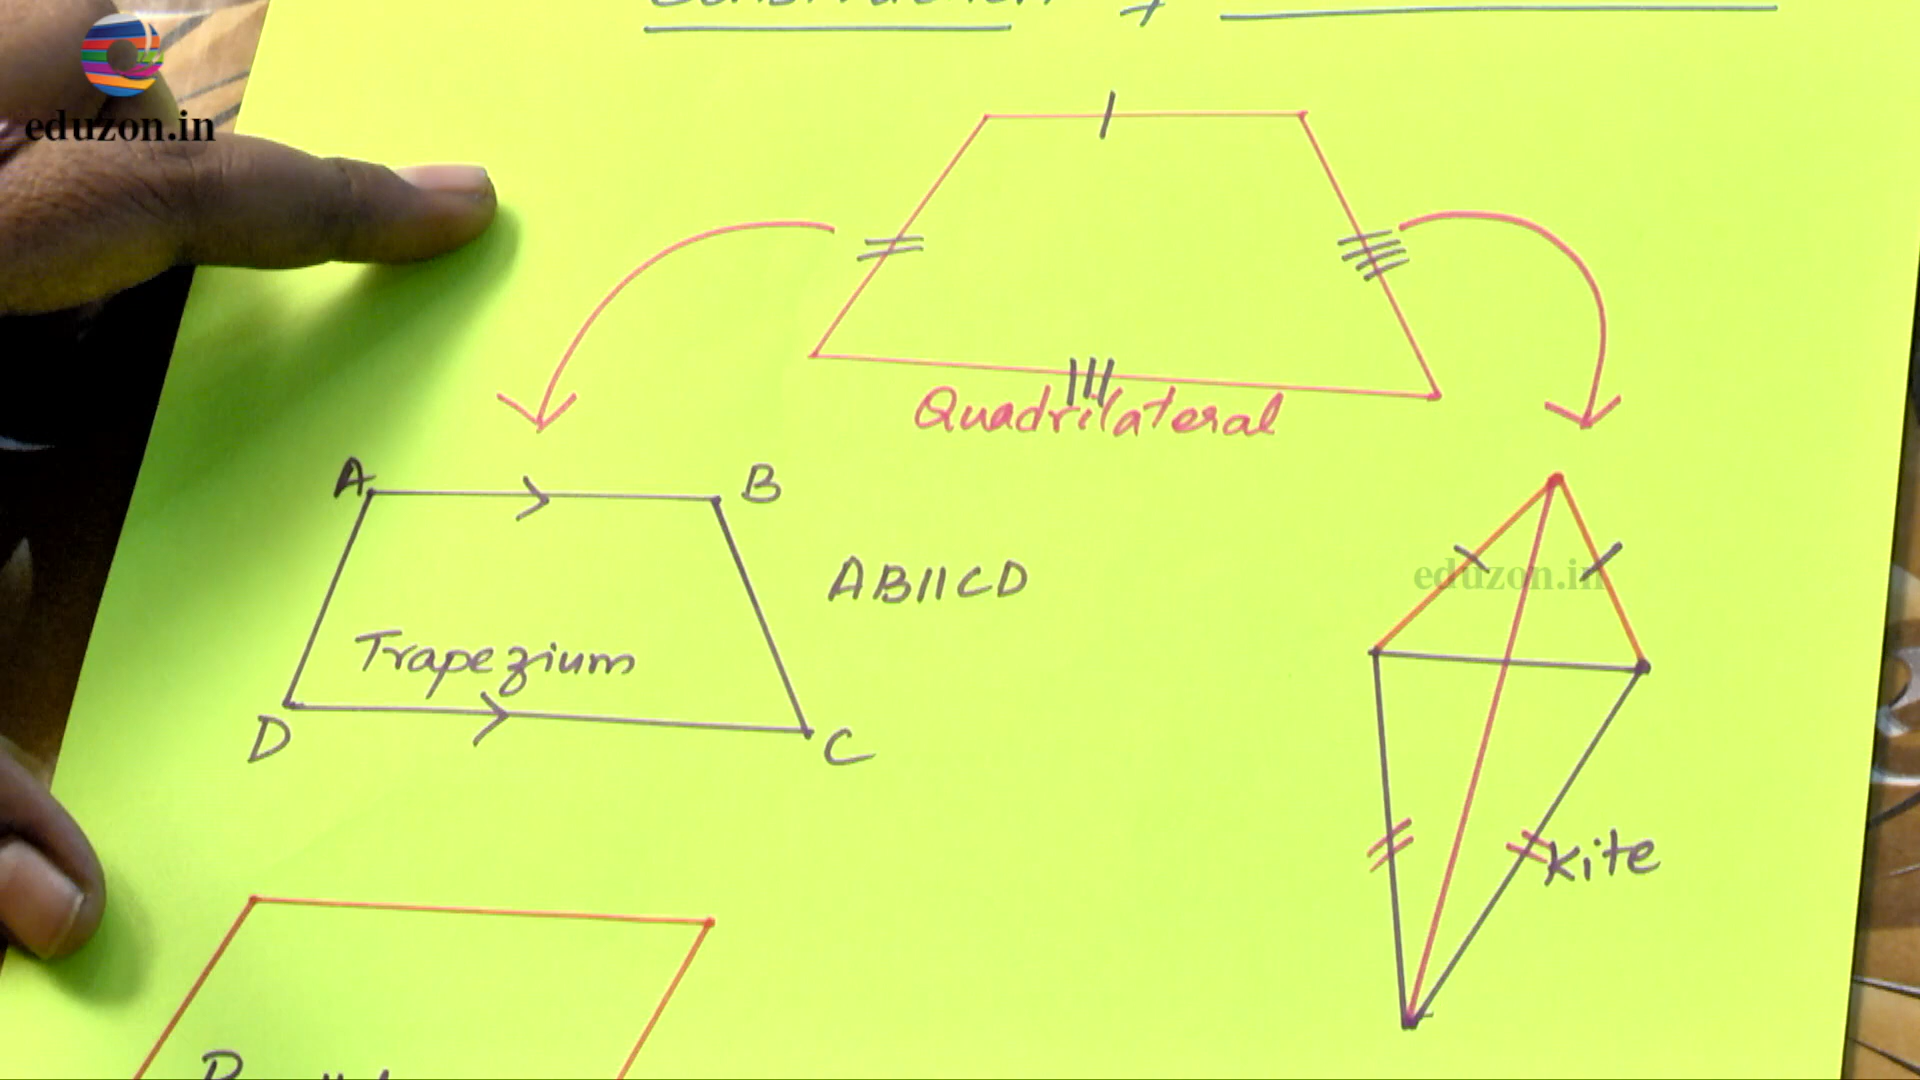 eduzon.in
Quadrilateral
A
B
AB||CD
eduzon.in
Trapezium
D
C
Kite